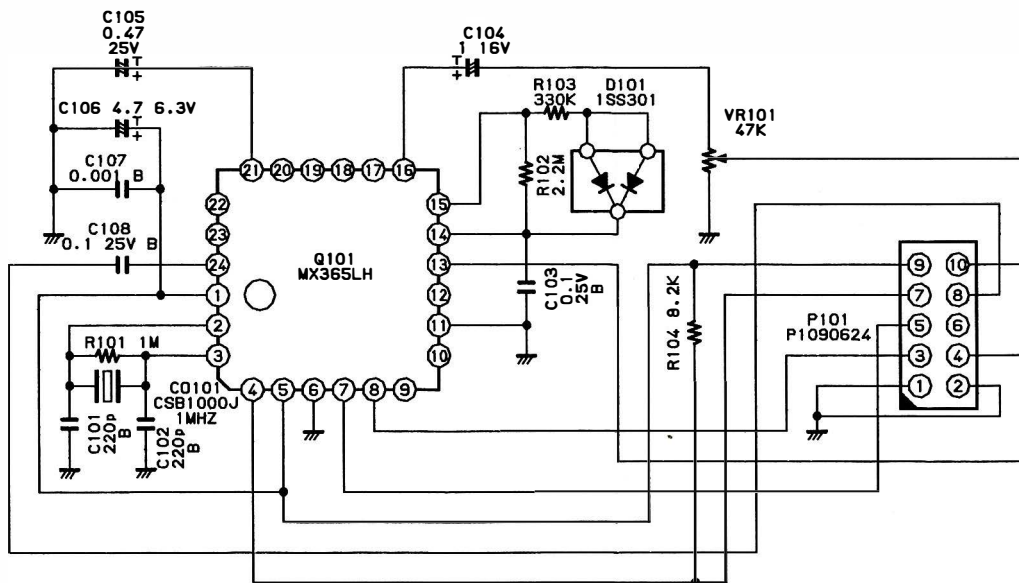 C105
0.47
25V
C106 4.7 6.3V
C107
0.001 B
C108
0.1 25V B
C104
1 16V
R103
330K
D101
1SS301
VR101
47K
R102
2.2M
C103
0.1
25V
B
R104 8.2K
Q101
MX365LH
21
20
19
18
17
16
22
23
24
1
2
3
15
14
13
12
11
10
4
5
6
7
8
9
R101 1M
CO101
CSB1000J
1MHZ
C101
220p
B
C102
220p
B
P101
P1090624
9
10
7
8
5
6
3
4
1
2